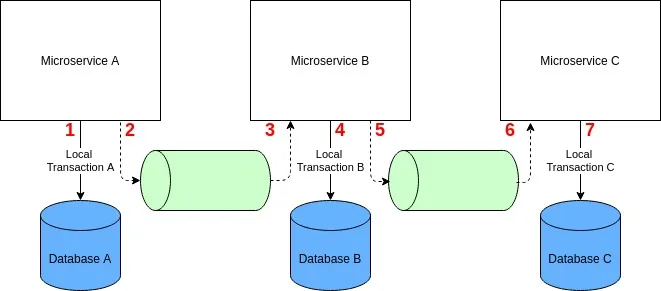 Microservice A
Microservice B
Microservice C
1
2
3
4
5
6
7
Local
Transaction A
Local
Transaction B
Local
Transaction C
Database A
Database B
Database C